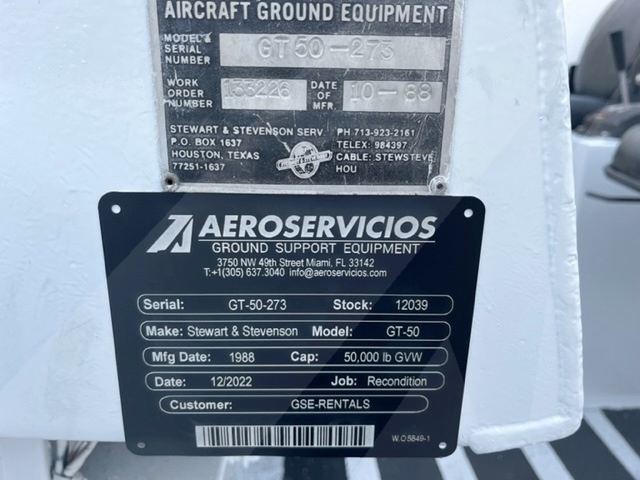 AIRCRAFT GROUND EQUIPMENT
MODEL &
SERIAL
NUMBER GT50-273
WORK
ORDER
NUMBER 133226 DATE
OF
MFR. 10-88
STEWART & STEVENSON SERV.
P.O. BOX 1637
HOUSTON, TEXAS
77251-1637
PH 713-923-2161
TELEX: 984397
CABLE: STEWSTEVE
HOU
AEROSERVICIOS
GROUND SUPPORT EQUIPMENT
3750 NW 49th Street Miami, FL 33142
T:+1(305) 637.3040 info@aeroservicios.com
Serial: GT-50-273 Stock: 12039
Make: Stewart & Stevenson Model: GT-50
Mfg Date: 1988 Cap: 50,000 lb GVW
Date: 12/2022 Job: Recondition
Customer: GSE-RENTALS
W.O 5849-1